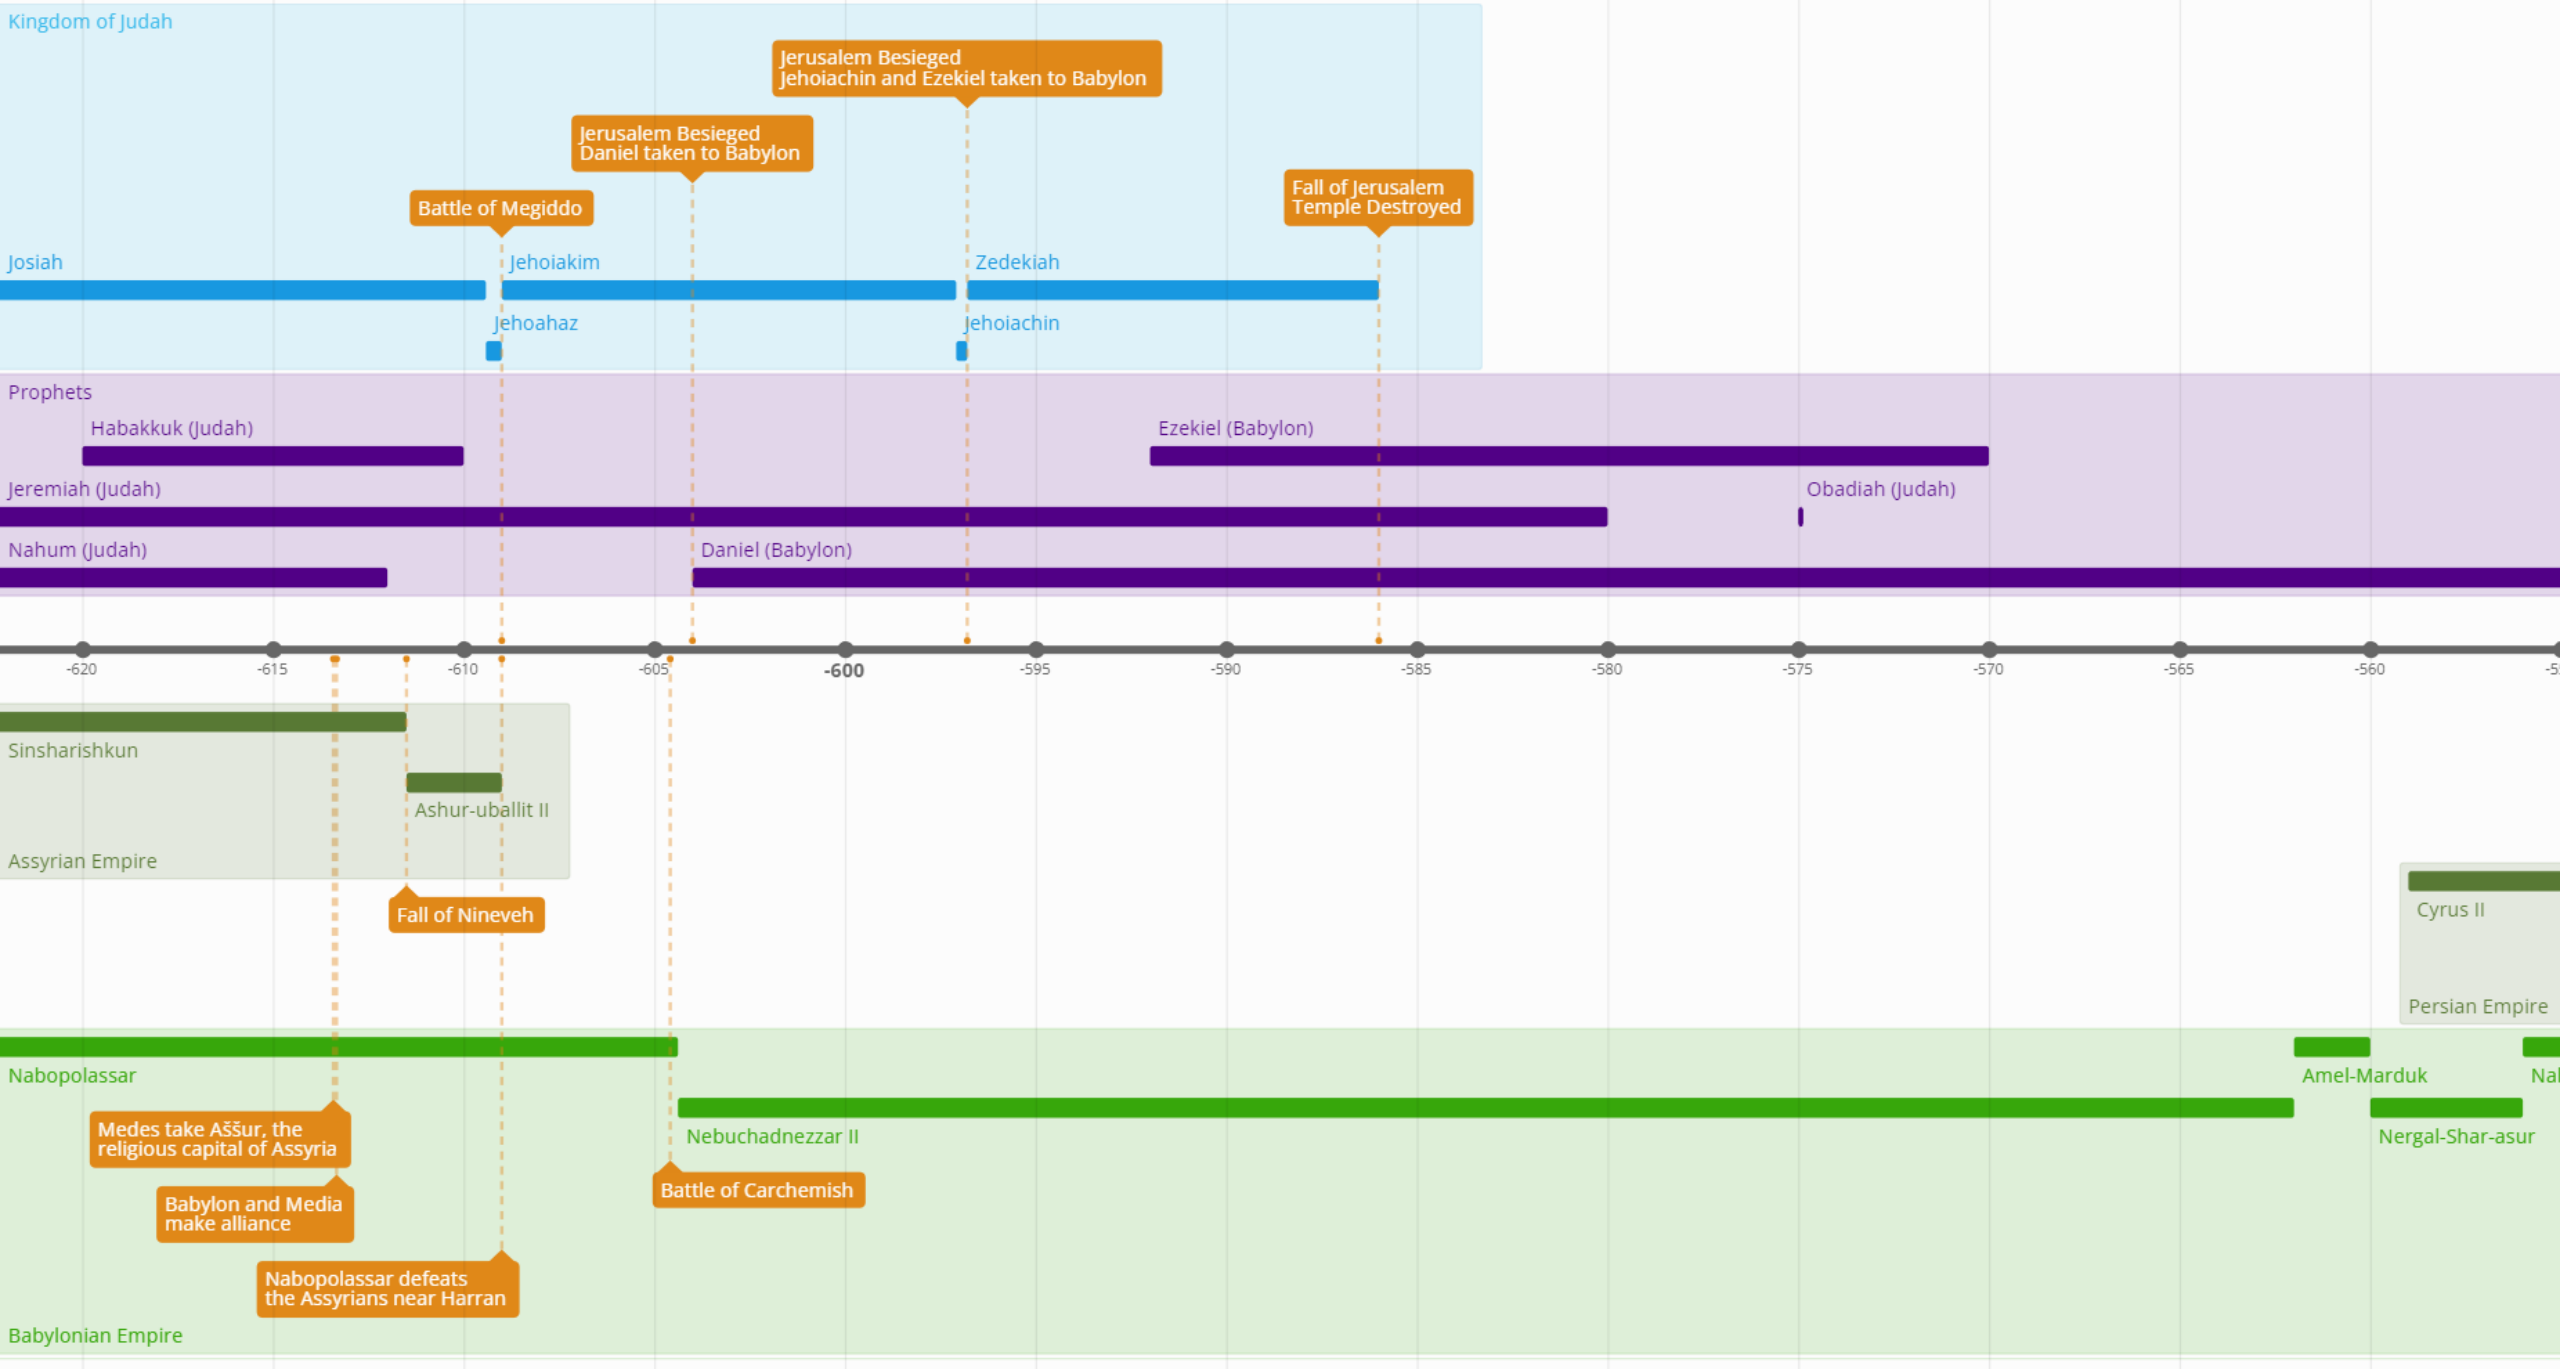 Kingdom of Judah
Jerusalem Besieged
Jehoiachin and Ezekiel taken to Babylon
Jerusalem Besieged
Daniel taken to Babylon
Fall of Jerusalem
Temple Destroyed
Battle of Megiddo
Josiah
Jehoiakim
Zedekiah
Jehoahaz
Jehoiachin
Prophets
Habakkuk (Judah)
Ezekiel (Babylon)
Jeremiah (Judah)
Obadiah (Judah)
Nahum (Judah)
Daniel (Babylon)
-620
-615
-610
-605
-600
-595
-590
-585
-580
-575
-570
-565
-560
Sinsharishkun
Ashur-uballit II
Assyrian Empire
Fall of Nineveh
Cyrus II
Persian Empire
Nabopolassar
Amel-Marduk
Nebuchadnezzar II
Nergal-Shar-asur
Medes take Aššur, the
religious capital of Assyria
Battle of Carchemish
Babylon and Media
make alliance
Nabopolassar defeats
the Assyrians near Harran
Babylonian Empire